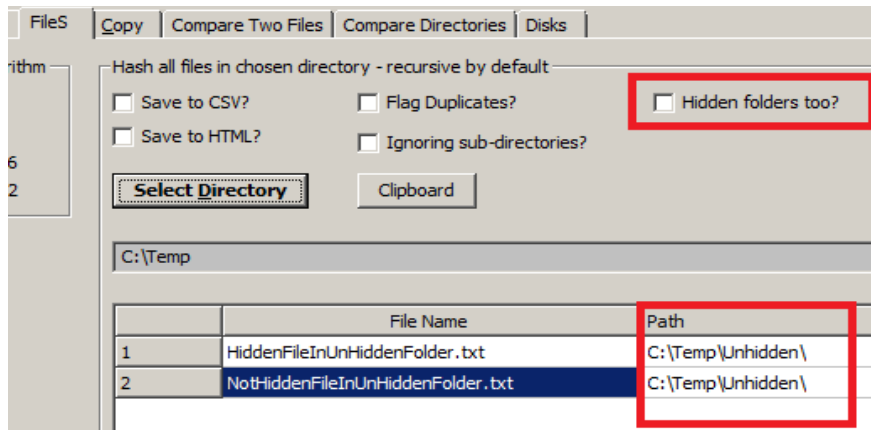 FileS Copy Compare Two Files Compare Directories Disks
rithm
Hash all files in chosen directory - recursive by default
Save to CSV? Flag Duplicates? Hidden folders too?
Save to HTML? Ignoring sub-directories?
6
2
Select Directory Clipboard
C:\Temp
File Name Path
1 HiddenFileInUnHiddenFolder.txt C:\Temp\Unhidden\
2 NotHiddenFileInUnHiddenFolder.txt C:\Temp\Unhidden\